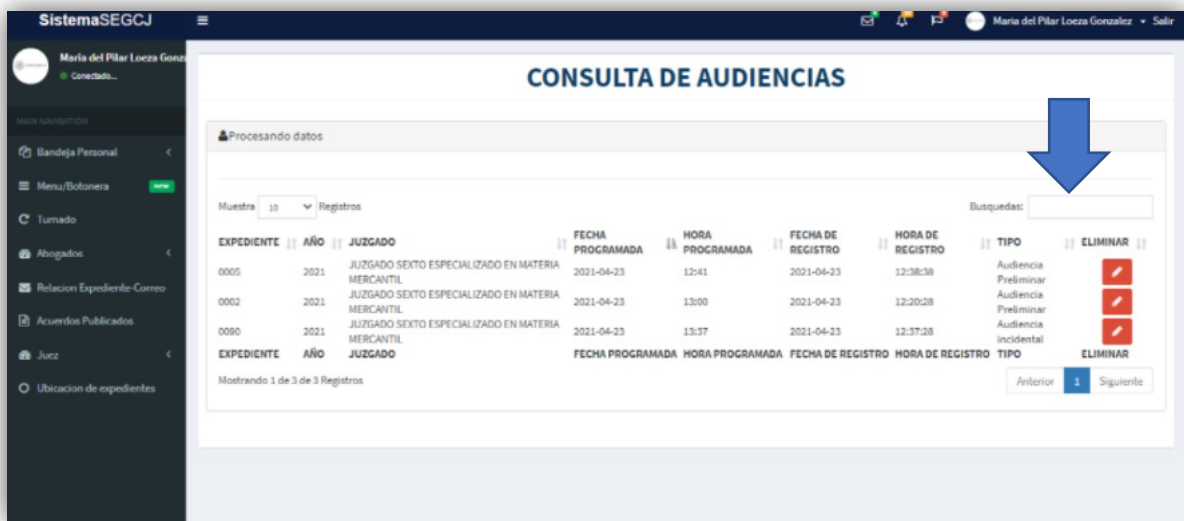 SistemaSEGCJ
Maria del Pilar Loeza Gonzalez Salir
Maria del Pilar Loeza Gonz
Conectado...
MAIN NAVIGATION
Bandeja Personal
Menu/Botonera new
Turnado
Abogados
Relacion Expediente-Correo
Acuerdos Publicados
Juez
Ubicacion de expedientes
CONSULTA DE AUDIENCIAS
Procesando datos
Muestra 10 Registros
Busquedas:
EXPEDIENTE AÑO JUZGADO FECHA PROGRAMADA HORA PROGRAMADA FECHA DE REGISTRO HORA DE REGISTRO TIPO ELIMINAR
0005 2021 JUZGADO SEXTO ESPECIALIZADO EN MATERIA MERCANTIL 2021-04-23 12:41 2021-04-23 12:38:38 Audiencia Preliminar
0002 2021 JUZGADO SEXTO ESPECIALIZADO EN MATERIA MERCANTIL 2021-04-23 13:00 2021-04-23 12:20:28 Audiencia Preliminar
0090 2021 JUZGADO SEXTO ESPECIALIZADO EN MATERIA MERCANTIL 2021-04-23 13:37 2021-04-23 12:37:28 Audiencia incidental
EXPEDIENTE AÑO JUZGADO FECHA PROGRAMADA HORA PROGRAMADA FECHA DE REGISTRO HORA DE REGISTRO TIPO ELIMINAR
Mostrando 1 de 3 de 3 Registros
Anterior 1 Siguiente